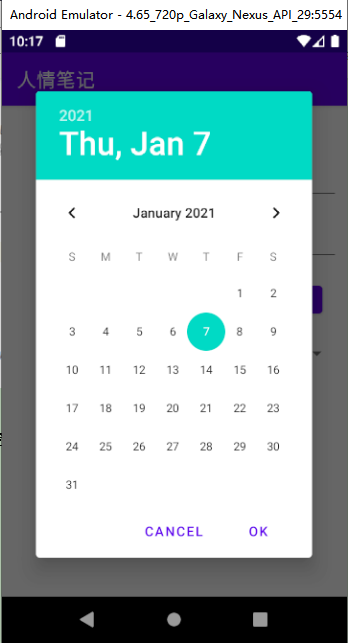 Android Emulator - 4.65_720p_Galaxy_Nexus_API_29:5554
10:17
人情笔记
2021
Thu, Jan 7
January 2021
S M T W T F S
1 2
3 4 5 6 7 8 9
10 11 12 13 14 15 16
17 18 19 20 21 22 23
24 25 26 27 28 29 30
31
CANCEL OK